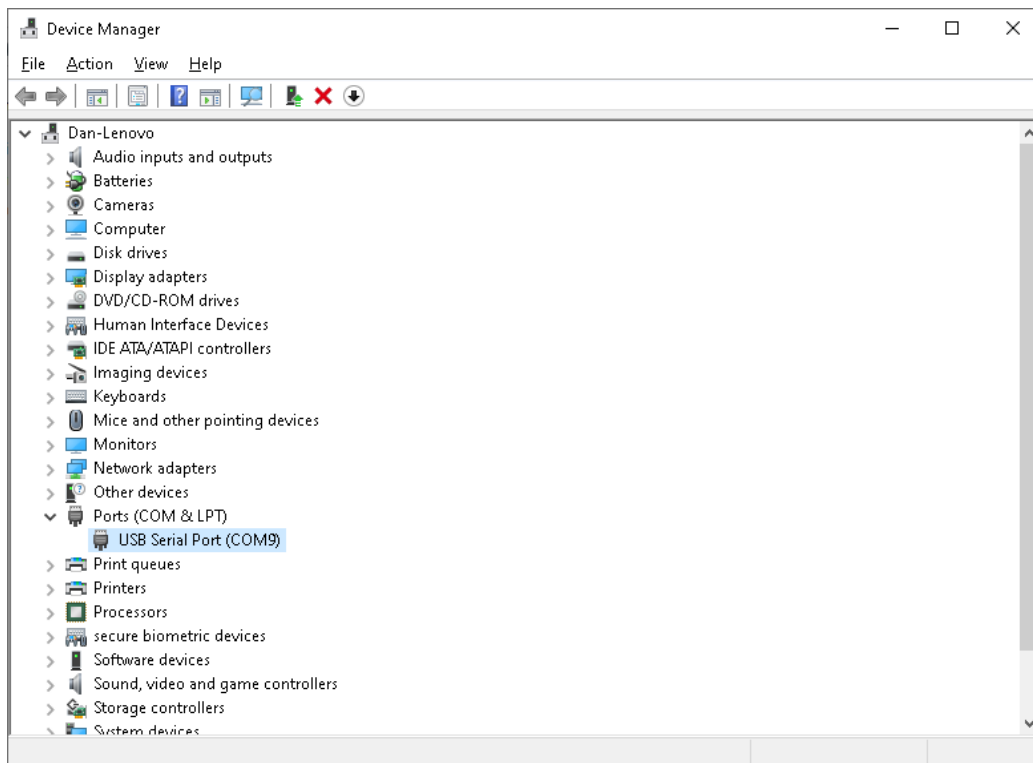 Device Manager
File Action View Help
Dan-Lenovo
Audio inputs and outputs
Batteries
Cameras
Computer
Disk drives
Display adapters
DVD/CD-ROM drives
Human Interface Devices
IDE ATA/ATAPI controllers
Imaging devices
Keyboards
Mice and other pointing devices
Monitors
Network adapters
Other devices
Ports (COM & LPT)
USB Serial Port (COM9)
Print queues
Printers
Processors
secure biometric devices
Software devices
Sound, video and game controllers
Storage controllers
System devices